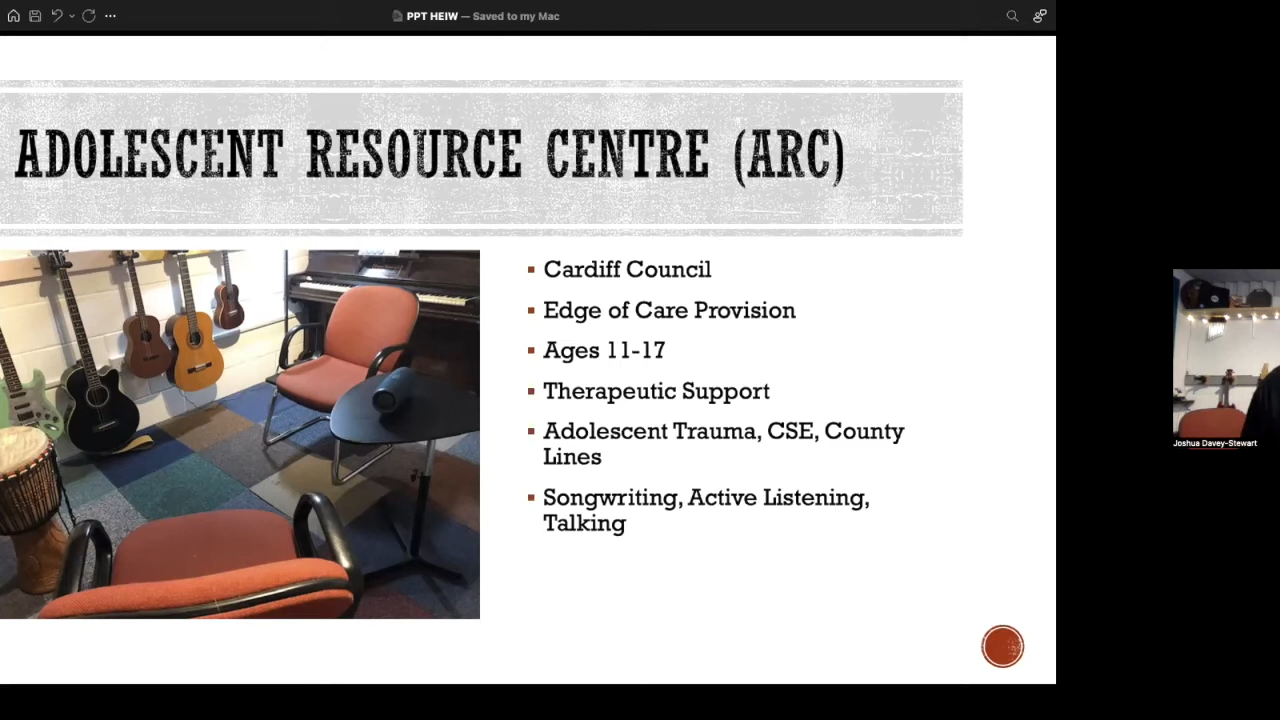 PPT HEIW — Saved to my Mac
ADOLESCENT RESOURCE CENTRE (ARC)
Cardiff Council
Edge of Care Provision
Ages 11-17
Therapeutic Support
Adolescent Trauma, CSE, County
Lines
Songwriting, Active Listening,
Talking
Joshua Davey-Stewart